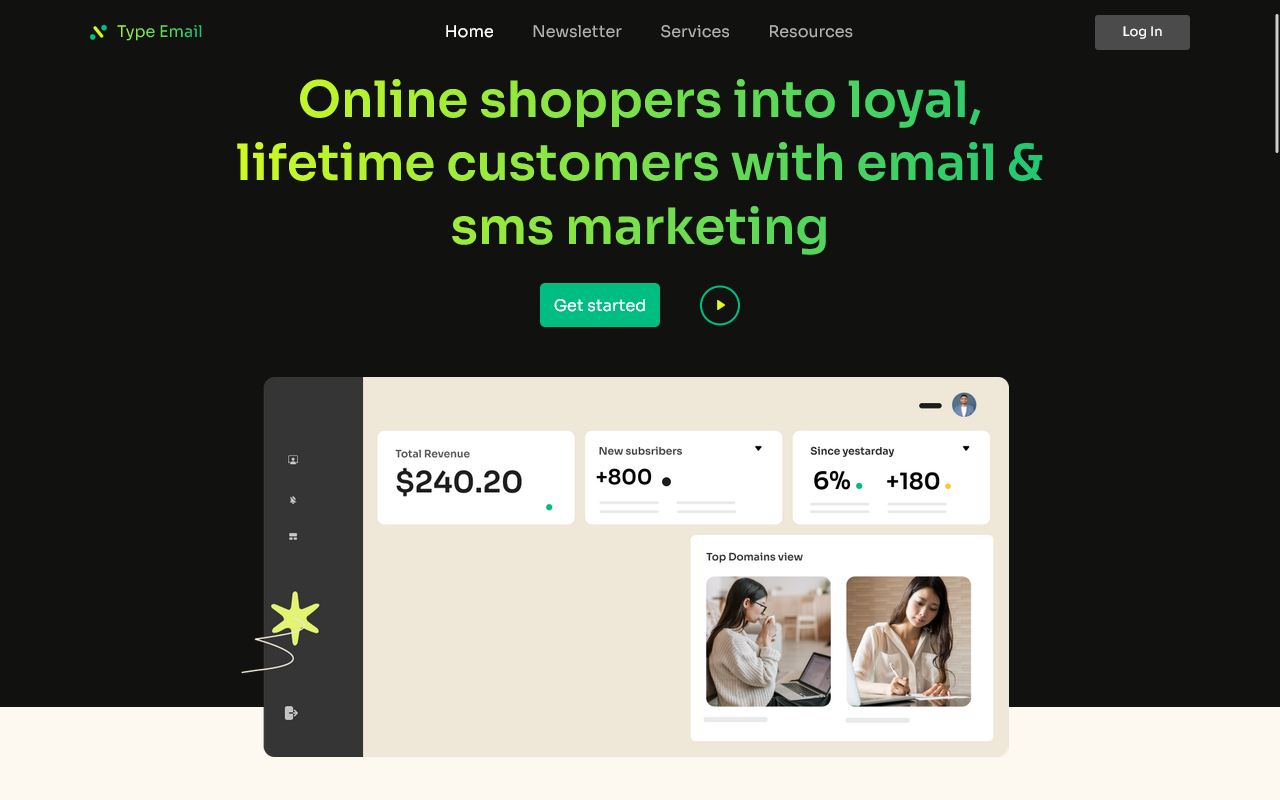 Type Email
Home
Newsletter
Services
Resources
Log In
Online shoppers into loyal,
lifetime customers with email &
sms marketing
Get started
Total Revenue
$240.20
New subsribers
+800
Since yestarday
6%
+180
Top Domains view